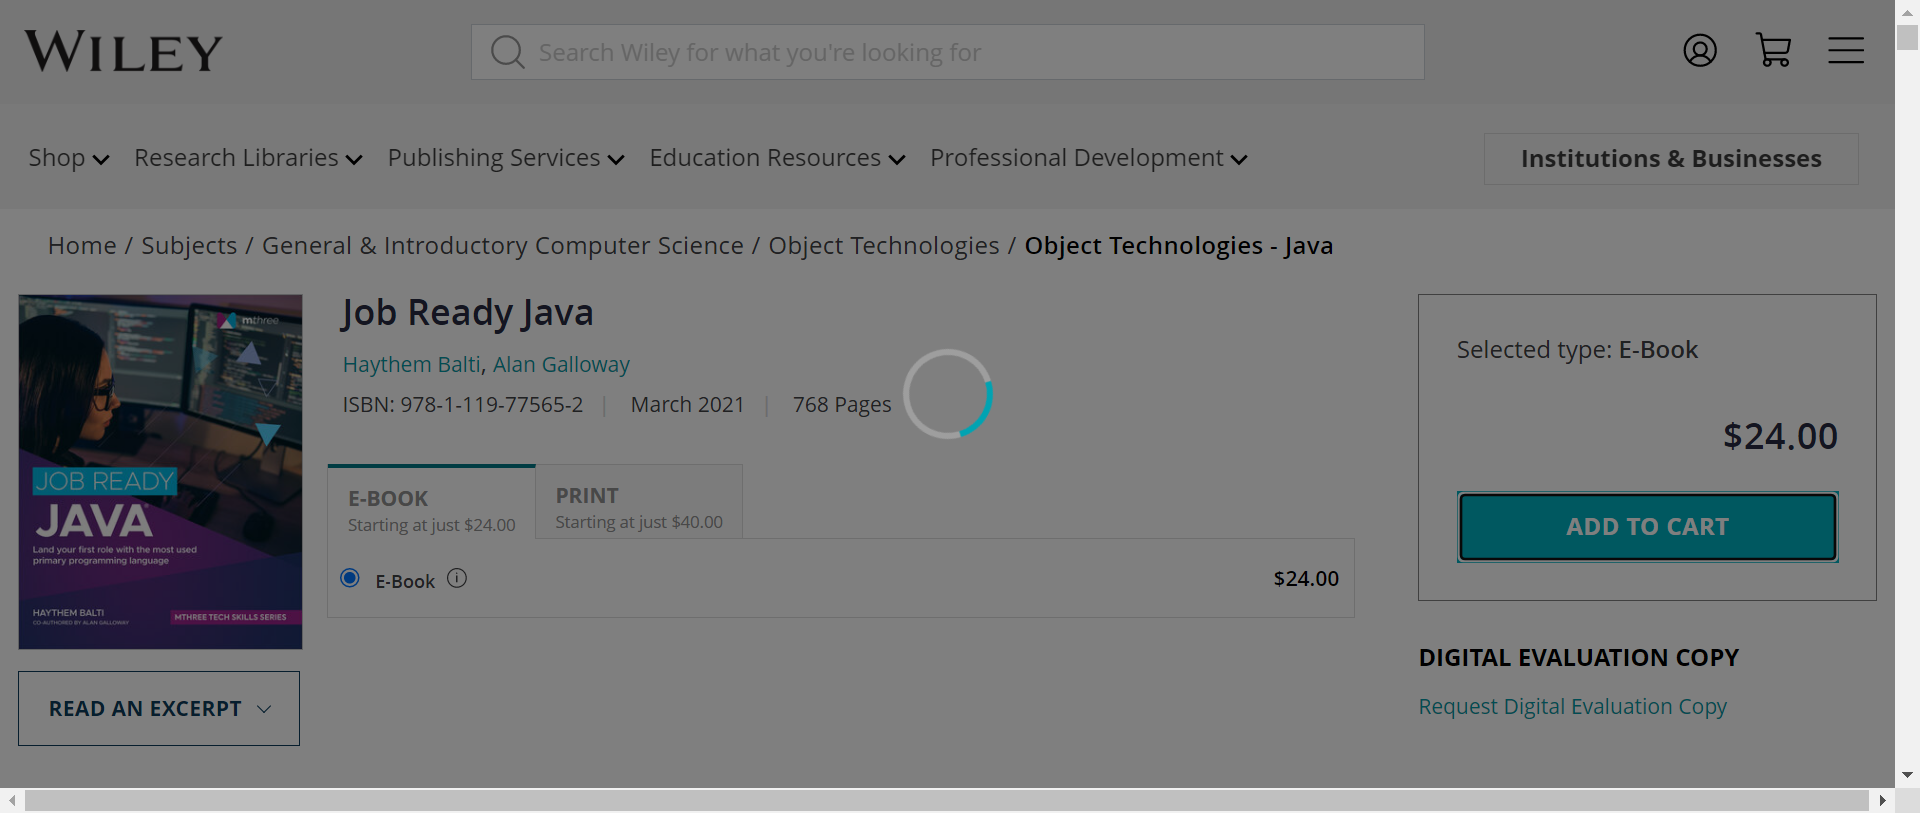 WILEY
Search Wiley for what you're looking for
Shop
Research Libraries
Publishing Services
Education Resources
Professional Development
Institutions & Businesses
Home / Subjects / General & Introductory Computer Science / Object Technologies / Object Technologies - Java
mthree
JOB READY
JAVA
Land your first role with the most used
primary programming language
HAYTHEM BALTI
CO-AUTHORED BY ALAN GALLOWAY
MTHREE TECH SKILLS SERIES
READ AN EXCERPT
Job Ready Java
Haythem Balti, Alan Galloway
ISBN: 978-1-119-77565-2 | March 2021 | 768 Pages
E-BOOK
Starting at just $24.00
PRINT
Starting at just $40.00
E-Book
$24.00
Selected type: E-Book
$24.00
ADD TO CART
DIGITAL EVALUATION COPY
Request Digital Evaluation Copy